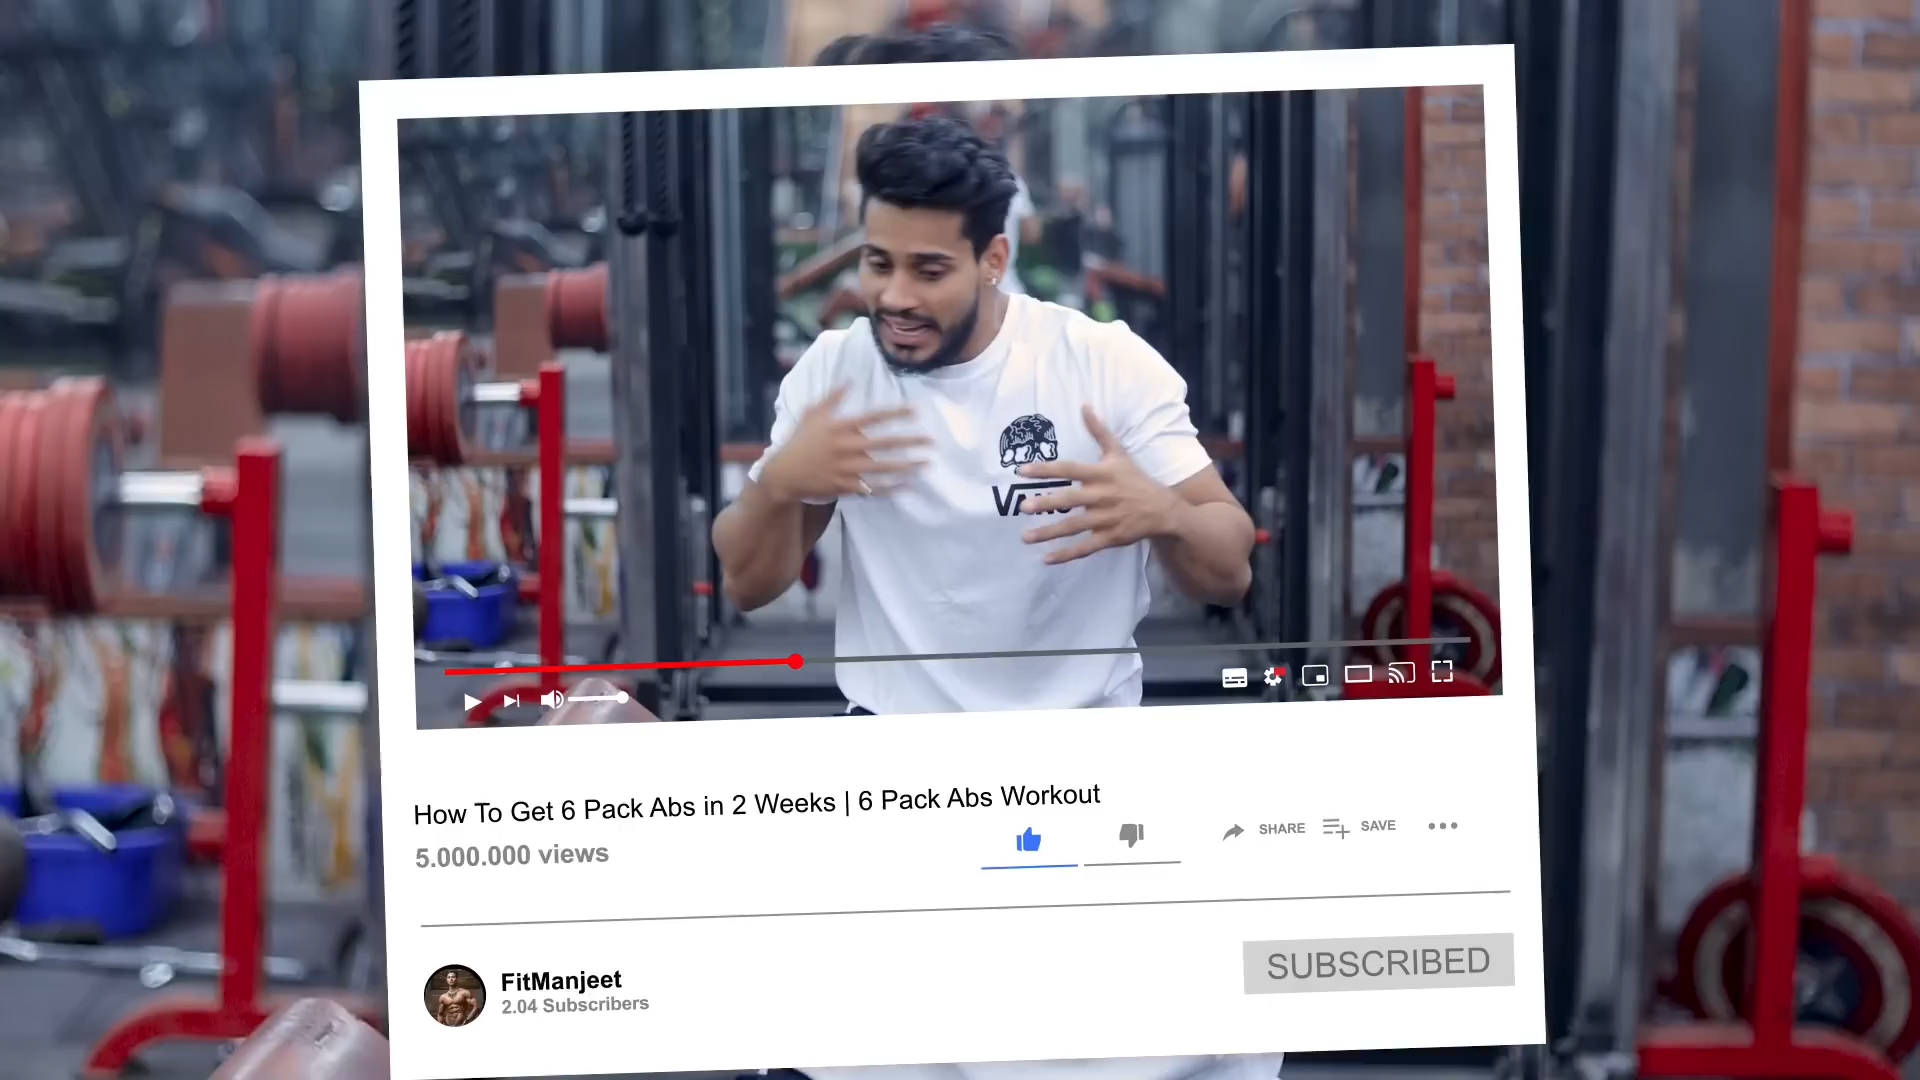 VANS
How To Get 6 Pack Abs in 2 Weeks | 6 Pack Abs Workout
5.000.000 views
SHARE
SAVE
FitManjeet
2.04 Subscribers
SUBSCRIBED